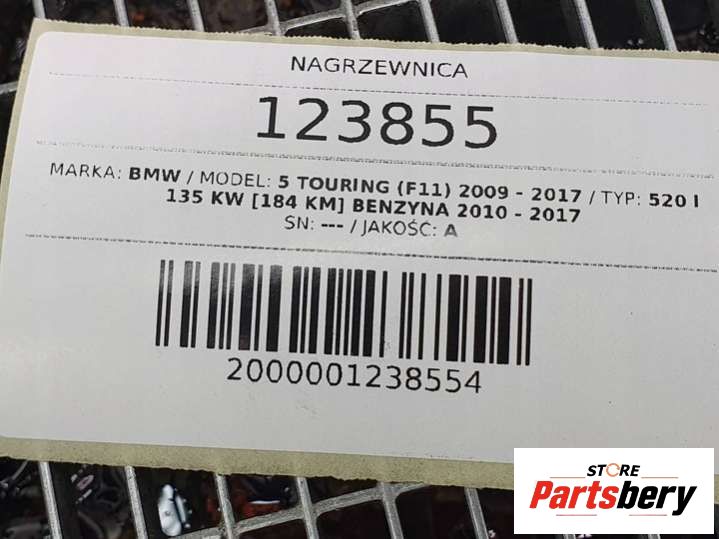 NAGRZEWNICA
123855
MARKA: BMW / MODEL: 5 TOURING (F11) 2009 - 2017 / TYP: 520 I
135 KW [184 KM] BENZYNA 2010 - 2017
SN: --- / JAKOŚĆ: A
2000001238554
STORE
Partsbery